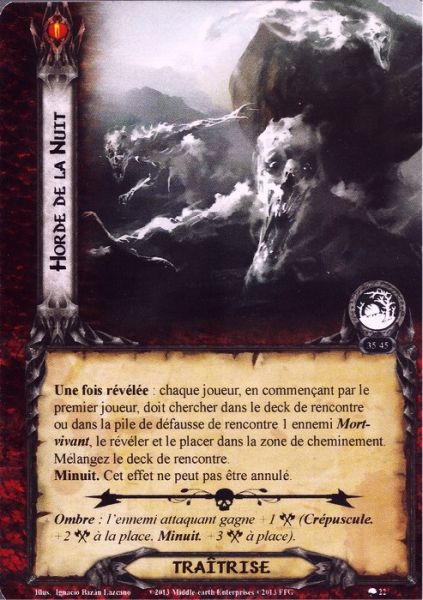 HORDE DE LA NUIT
35 45
Une fois révélée : chaque joueur, en commençant par le
premier joueur, doit chercher dans le deck de rencontre
ou dans la pile de défausse de rencontre 1 ennemi Mort-
vivant, le révéler et le placer dans la zone de cheminement.
Mélangez le deck de rencontre.
Minuit. Cet effet ne peut pas être annulé.
Ombre : l'ennemi attaquant gagne +1 (Crépuscule.
+2 à la place. Minuit. +3 à place).
TRAÎTRISE
Illus. Ignacio Bazán Lazcano ©2013 Middle-earth Enterprises ©2013 FFG 22